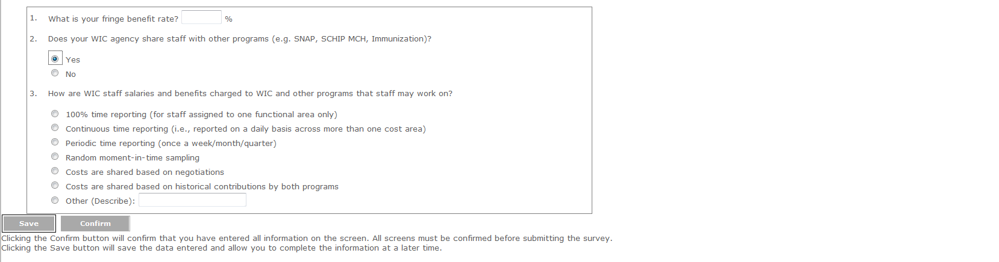 1. What is your fringe benefit rate? %
2. Does your WIC agency share staff with other programs (e.g. SNAP, SCHIP MCH, Immunization)?
Yes
No
3. How are WIC staff salaries and benefits charged to WIC and other programs that staff may work on?
100% time reporting (for staff assigned to one functional area only)
Continuous time reporting (i.e., reported on a daily basis across more than one cost area)
Periodic time reporting (once a week/month/quarter)
Random moment-in-time sampling
Costs are shared based on negotiations
Costs are shared based on historical contributions by both programs
Other (Describe):
Save Confirm
Clicking the Confirm button will confirm that you have entered all information on the screen. All screens must be confirmed before submitting the survey.
Clicking the Save button will save the data entered and allow you to complete the information at a later time.